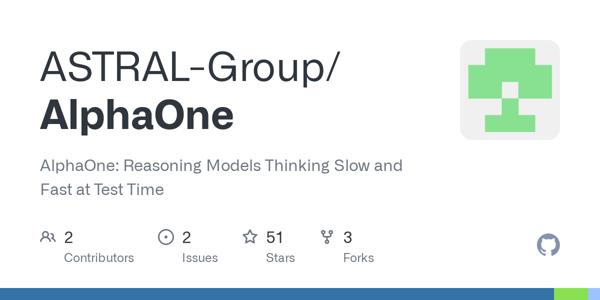 ASTRAL-Group/
AlphaOne
AlphaOne: Reasoning Models Thinking Slow and
Fast at Test Time
2 2 51 3
Contributors Issues Stars Forks